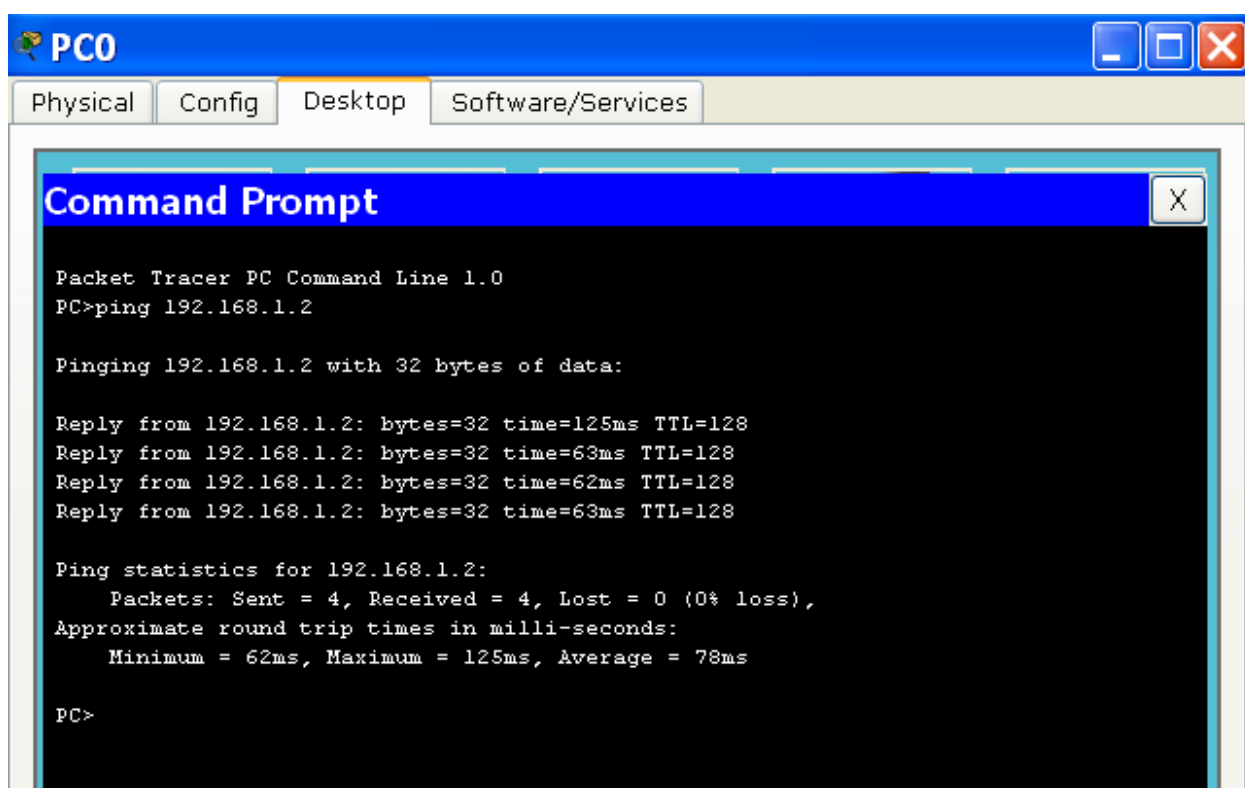 PC0
Physical Config Desktop Software/Services
Command Prompt X
Packet Tracer PC Command Line 1.0
PC>ping 192.168.1.2
Pinging 192.168.1.2 with 32 bytes of data:
Reply from 192.168.1.2: bytes=32 time=125ms TTL=128
Reply from 192.168.1.2: bytes=32 time=63ms TTL=128
Reply from 192.168.1.2: bytes=32 time=62ms TTL=128
Reply from 192.168.1.2: bytes=32 time=63ms TTL=128
Ping statistics for 192.168.1.2:
    Packets: Sent = 4, Received = 4, Lost = 0 (0% loss),
Approximate round trip times in milli-seconds:
    Minimum = 62ms, Maximum = 125ms, Average = 78ms
PC>